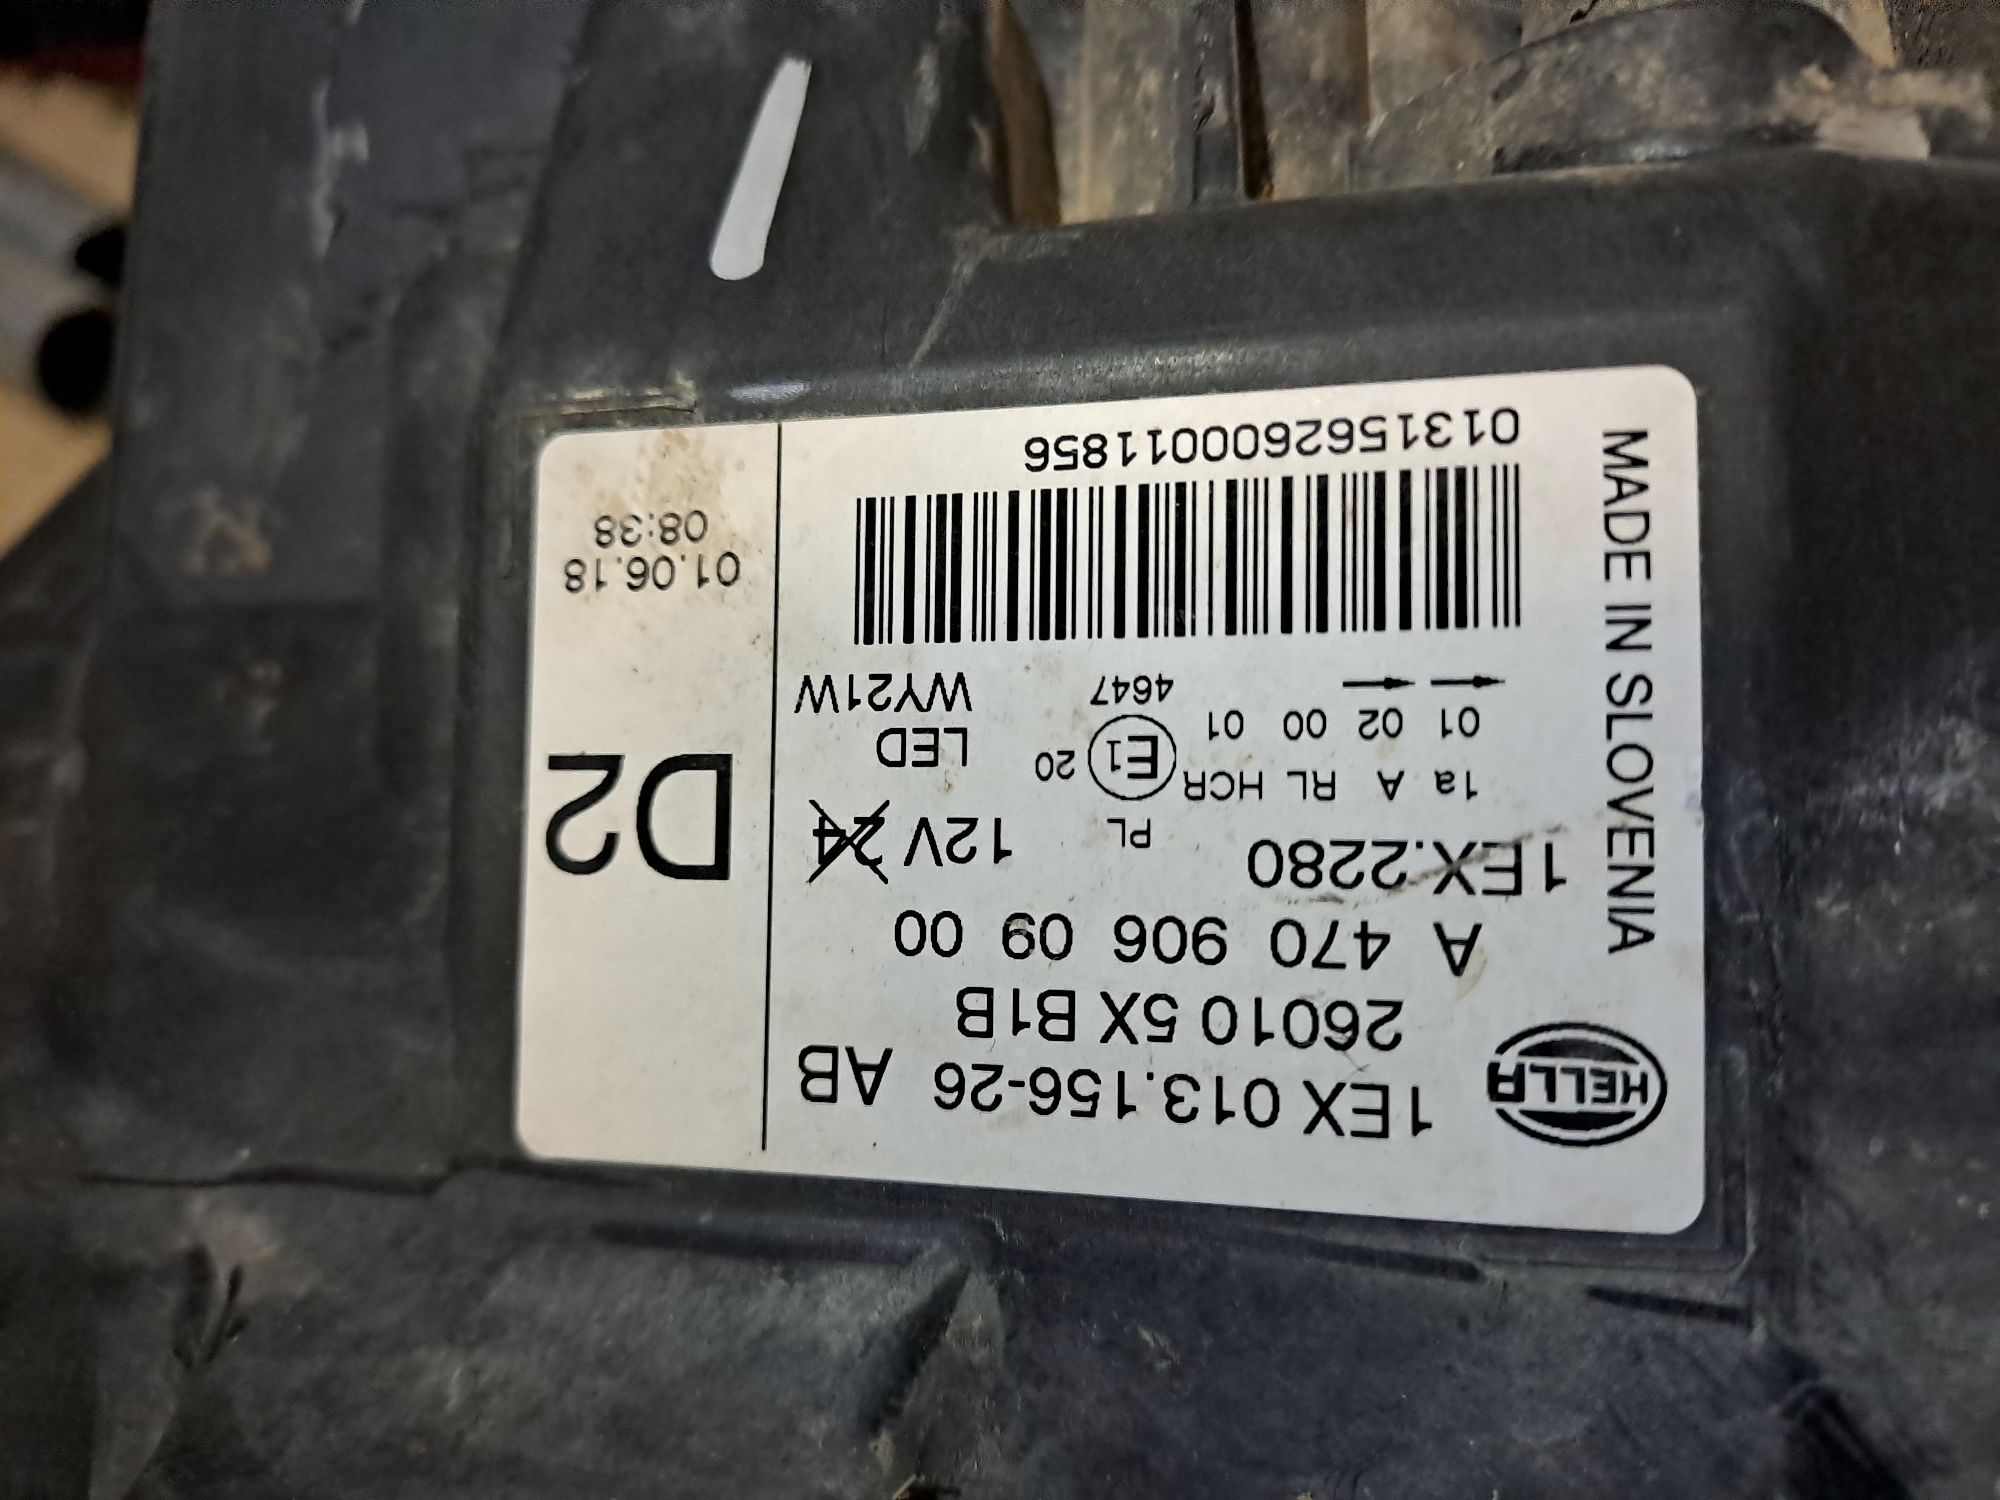 HELLA
1EX 013.156-26 AB
26010 5X B1B
A 470 906 09 00
1EX.2280
PL
12V 24
1a A RL HCR E1 20
01 02 00 01
LED
4647
WY21W
0131562600011856
MADE IN SLOVENIA
D2
01.06.18
08:38